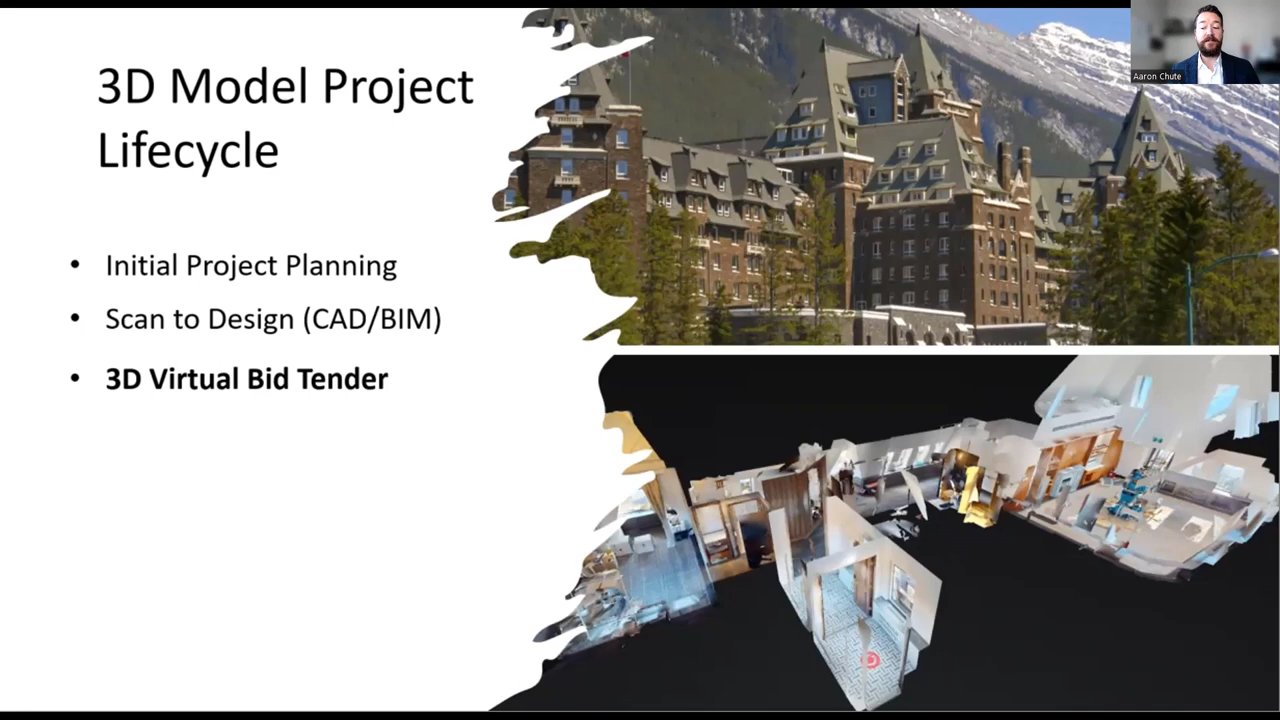 3D Model Project
Lifecycle
• Initial Project Planning
• Scan to Design (CAD/BIM)
• 3D Virtual Bid Tender
Aaron Chute